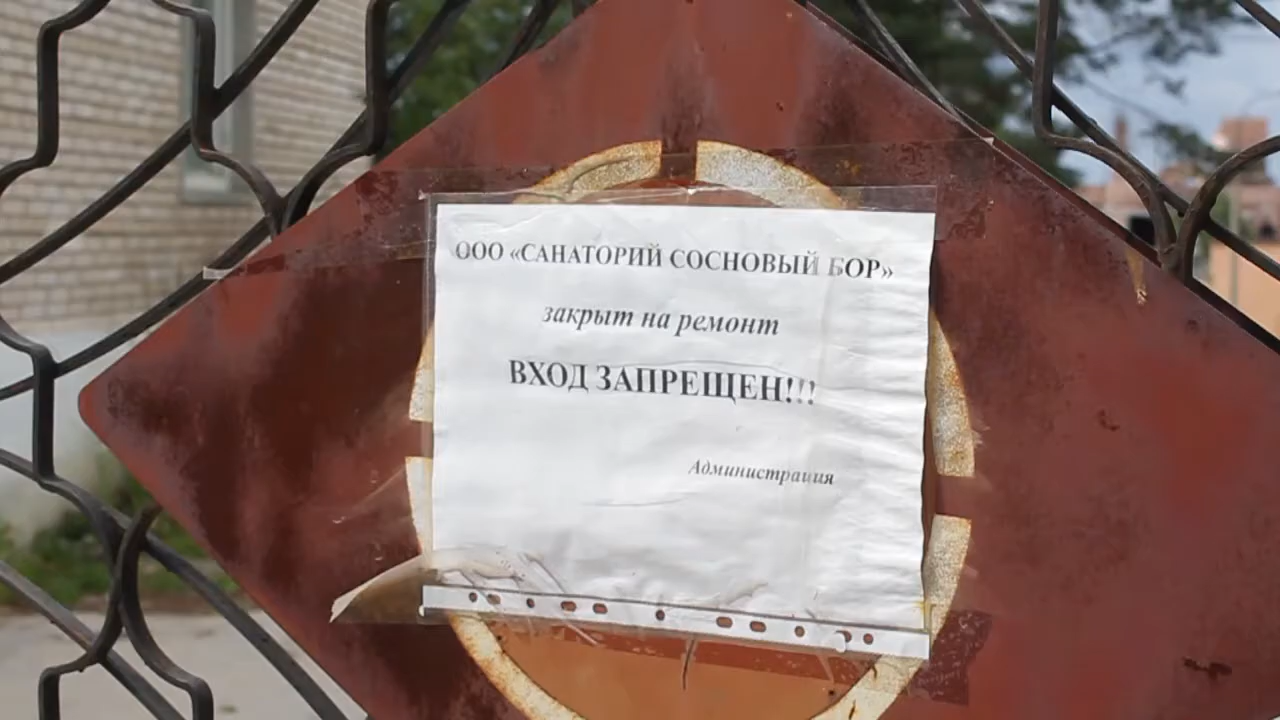 ООО «САНАТОРИЙ СОСНОВЫЙ БОР»
закрыт на ремонт
ВХОД ЗАПРЕЩЕН!!!
Администрация